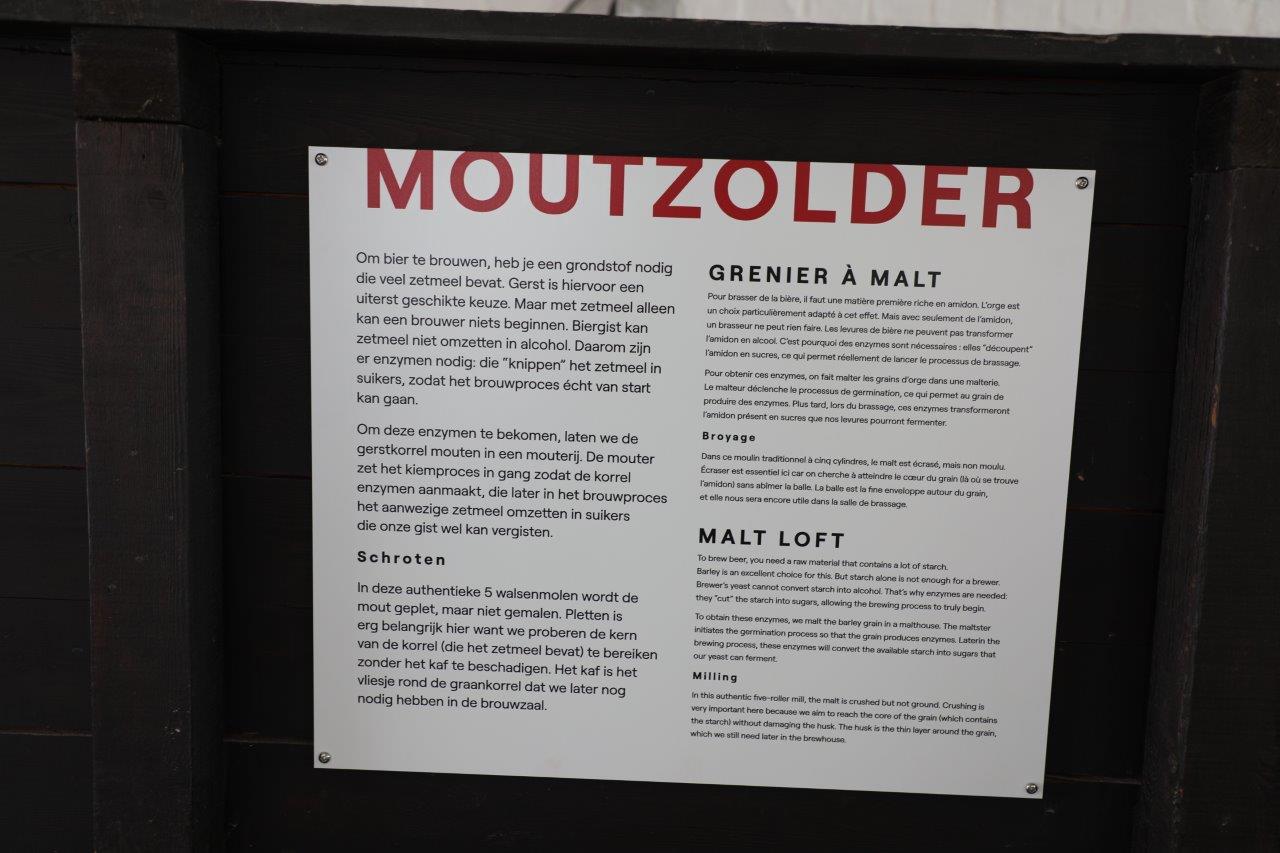 MOUTZOLDER
Om bier te brouwen, heb je een grondstof nodig
die veel zetmeel bevat. Gerst is hiervoor een
uiterst geschikte keuze. Maar met zetmeel alleen
kan een brouwer niets beginnen. Biergist kan
zetmeel niet omzetten in alcohol. Daarom zijn
er enzymen nodig: die “knippen” het zetmeel in
suikers, zodat het brouwproces écht van start
kan gaan.
Om deze enzymen te bekomen, laten we de
gerstkorrel mouten in een mouterij. De mouter
zet het kiemproces in gang zodat de korrel
enzymen aanmaakt, die later in het brouwproces
het aanwezige zetmeel omzetten in suikers
die onze gist wel kan vergisten.
Schroten
In deze authentieke 5 walsenmolen wordt de
mout geplet, maar niet gemalen. Pletten is
erg belangrijk hier want we proberen de kern
van de korrel (die het zetmeel bevat) te bereiken
zonder het kaf te beschadigen. Het kaf is het
vliesje rond de graankorrel dat we later nog
nodig hebben in de brouwzaal.
GRENIER À MALT
Pour brasser de la bière, il faut une matière première riche en amidon. L’orge est
un choix particulièrement adapté à cet effet. Mais avec seulement de l’amidon,
un brasseur ne peut rien faire. Les levures de bière ne peuvent pas transformer
l’amidon en alcool. C’est pourquoi des enzymes sont nécessaires : elles “découpent”
l’amidon en sucres, ce qui permet réellement de lancer le processus de brassage.
Pour obtenir ces enzymes, on fait malter les grains d’orge dans une malterie.
Le malteur déclenche le processus de germination, ce qui permet au grain de
produire des enzymes. Plus tard, lors du brassage, ces enzymes transformeront
l’amidon présent en sucres que nos levures pourront fermenter.
Broyage
Dans ce moulin traditionnel à cinq cylindres, le malt est écrasé, mais non moulu.
Écraser est essentiel ici car on cherche à atteindre le cœur du grain (là où se trouve
l’amidon) sans abîmer la balle. La balle est la fine enveloppe autour du grain,
et elle nous sera encore utile dans la salle de brassage.
MALT LOFT
To brew beer, you need a raw material that contains a lot of starch.
Barley is an excellent choice for this. But starch alone is not enough for a brewer.
Brewer’s yeast cannot convert starch into alcohol. That’s why enzymes are needed:
they “cut” the starch into sugars, allowing the brewing process to truly begin.
To obtain these enzymes, we malt the barley grain in a malthouse. The maltster
initiates the germination process so that the grain produces enzymes. Laterin the
brewing process, these enzymes will convert the available starch into sugars that
our yeast can ferment.
Milling
In this authentic five-roller mill, the malt is crushed but not ground. Crushing is
very important here because we aim to reach the core of the grain (which contains
the starch) without damaging the husk. The husk is the thin layer around the grain,
which we still need later in the brewhouse.